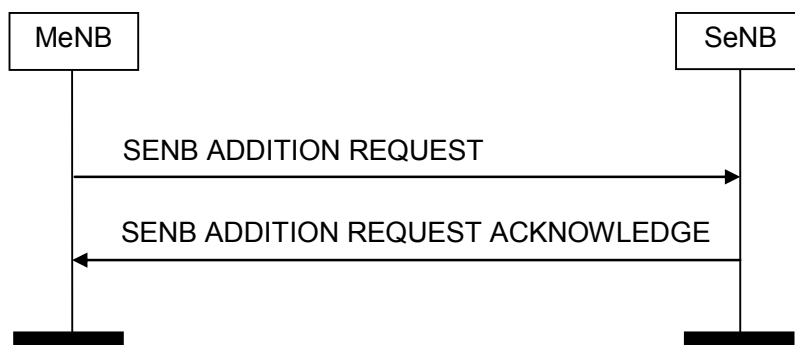 MeNB
SeNB
SENB ADDITION REQUEST
SENB ADDITION REQUEST ACKNOWLEDGE